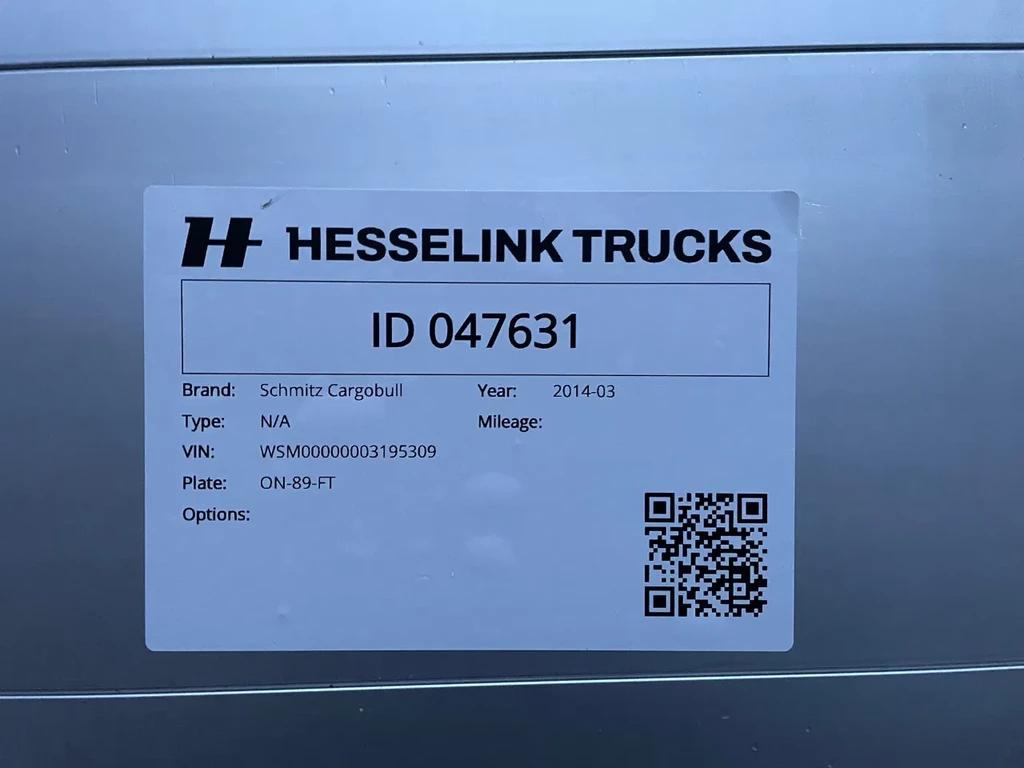 H HESSELINK TRUCKS
ID 047631
Brand: Schmitz Cargobull Year: 2014-03
Type: N/A Mileage:
VIN: WSM00000003195309
Plate: ON-89-FT
Options: